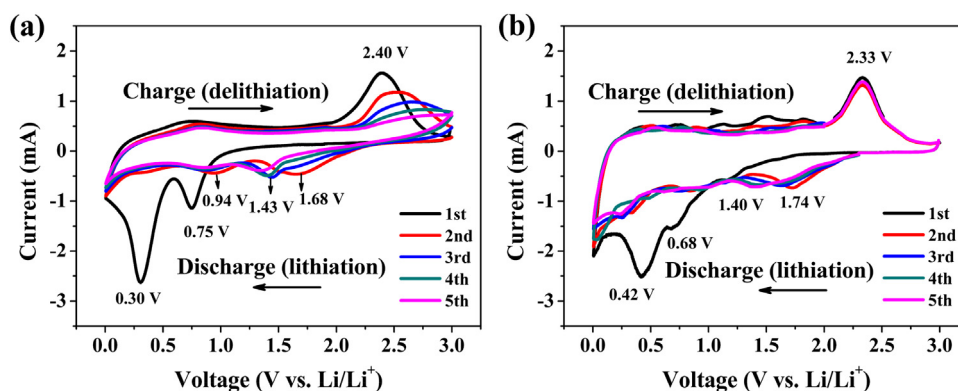 (a)
2
1
0
-1
-2
-3
Current (mA)
2.40 V
Charge (delithiation)
0.94 V
1.43 V
1.68 V
0.75 V
0.30 V
Discharge (lithiation)
1st
2nd
3rd
4th
5th
0.0 0.5 1.0 1.5 2.0 2.5 3.0
Voltage (V vs. Li/Li⁺)
(b)
2
1
0
-1
-2
-3
Current (mA)
2.33 V
Charge (delithiation)
1.40 V
1.74 V
0.68 V
0.42 V
Discharge (lithiation)
1st
2nd
3rd
4th
5th
0.0 0.5 1.0 1.5 2.0 2.5 3.0
Voltage (V vs. Li/Li⁺)